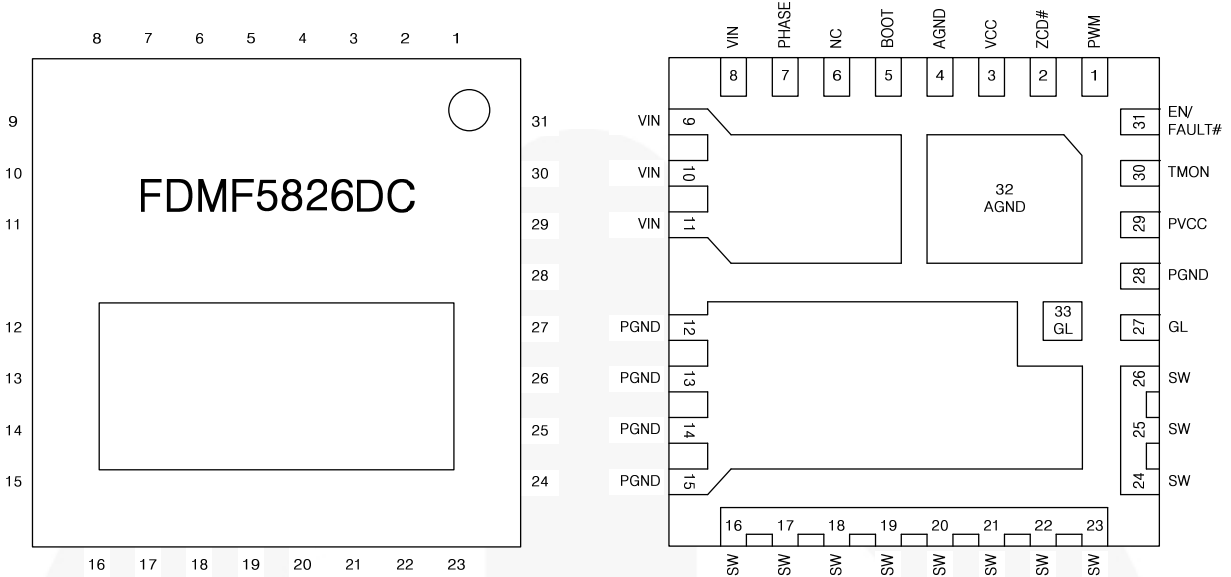 8 7 6 5 4 3 2 1
9
10
11
12
13
14
15
FDMF5826DC
31
30
29
28
27
26
25
24
16 17 18 19 20 21 22 23
VIN PHASE NC BOOT AGND VCC ZCD# PWM
8 7 6 5 4 3 2 1
VIN 9
VIN 10
VIN 11
PGND 12
PGND 13
PGND 14
PGND 15
32
AGND
33
GL
31 EN/
FAULT#
30 TMON
29 PVCC
28 PGND
27 GL
26 SW
25 SW
24 SW
16 17 18 19 20 21 22 23
SW SW SW SW SW SW SW SW